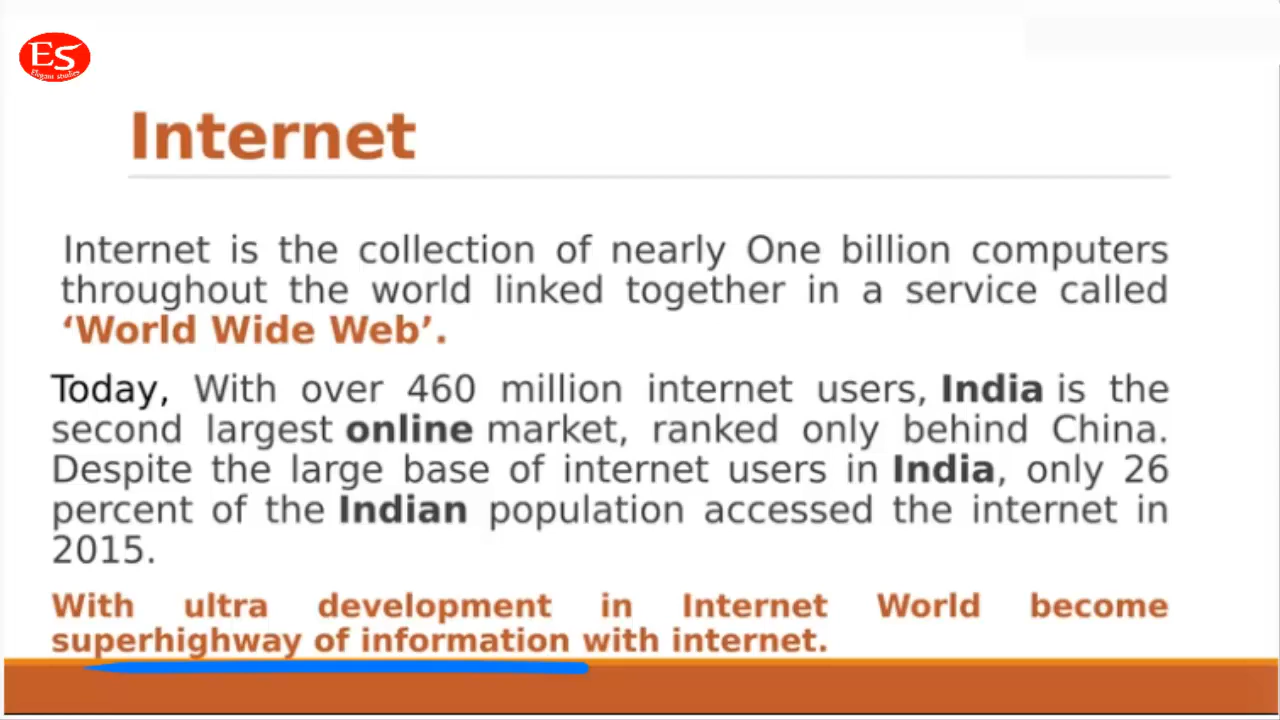 ES
Elegant studies
Internet
Internet is the collection of nearly One billion computers
throughout the world linked together in a service called
‘World Wide Web’.
Today, With over 460 million internet users, India is the
second largest online market, ranked only behind China.
Despite the large base of internet users in India, only 26
percent of the Indian population accessed the internet in
2015.
With ultra development in Internet World become
superhighway of information with internet.